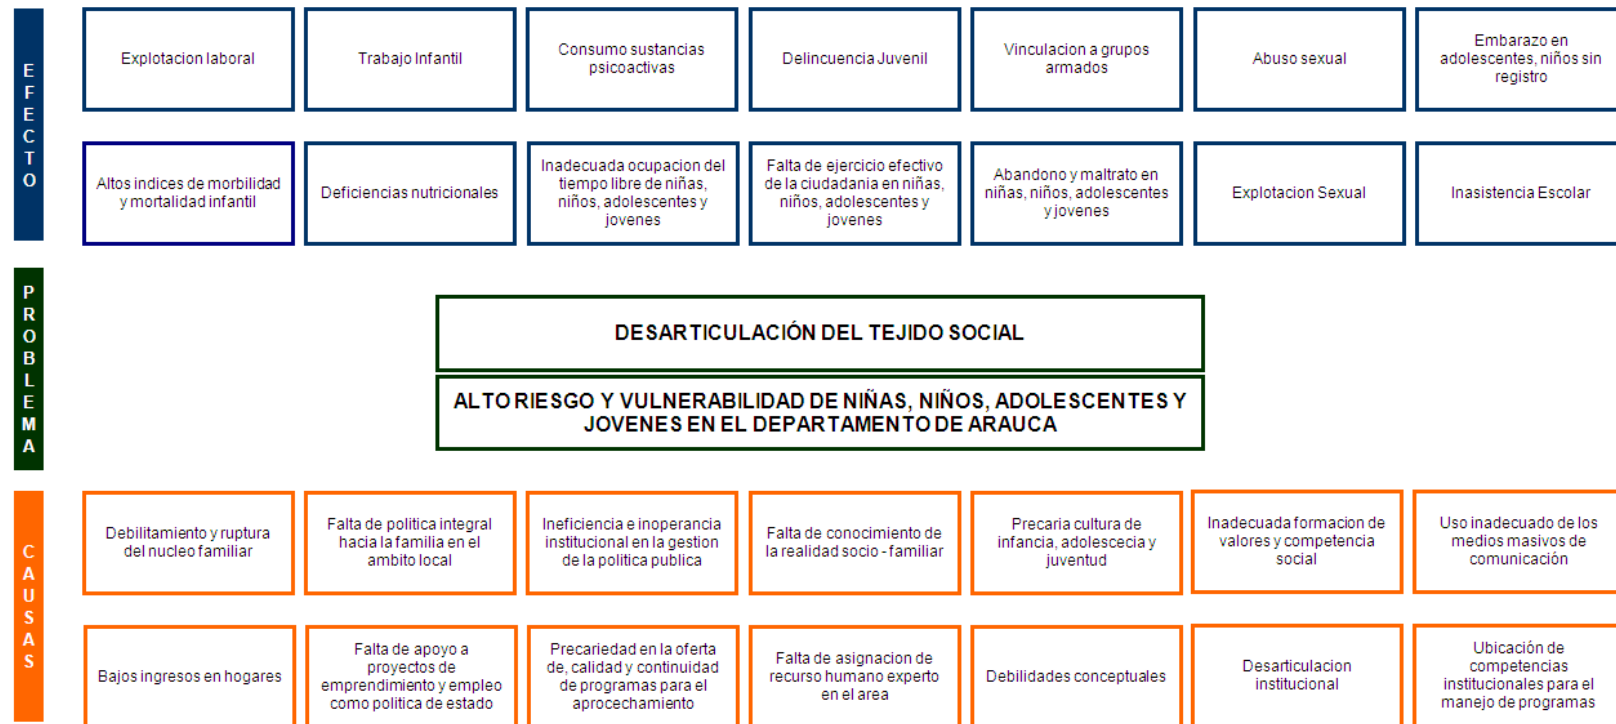 EFECTO
Explotacion laboral
Trabajo Infantil
Consumo sustancias
psicoactivas
Delincuencia Juvenil
Vinculacion a grupos
armados
Abuso sexual
Embarazo en
adolescentes, niños sin
registro
Altos indices de morbilidad
y mortalidad infantil
Deficiencias nutricionales
Inadecuada ocupacion del
tiempo libre de niñas,
niños, adolescentes y
jovenes
Falta de ejercicio efectivo
de la ciudadania en niñas,
niños, adolescentes y
jovenes
Abandono y maltrato en
niñas, niños, adolescentes
y jovenes
Explotacion Sexual
Inasistencia Escolar
PROBLEMA
DESARTICULACIÓN DEL TEJIDO SOCIAL
ALTO RIESGO Y VULNERABILIDAD DE NIÑAS, NIÑOS, ADOLESCENTES Y
JOVENES EN EL DEPARTAMENTO DE ARAUCA
CAUSAS
Debilitamiento y ruptura
del nucleo familiar
Falta de politica integral
hacia la familia en el
ambito local
Ineficiencia e inoperancia
institucional en la gestion
de la politica publica
Falta de conocimiento de
la realidad socio - familiar
Precaria cultura de
infancia, adolescecia y
juventud
Inadecuada formacion de
valores y competencia
social
Uso inadecuado de los
medios masivos de
comunicación
Bajos ingresos en hogares
Falta de apoyo a
proyectos de
emprendimiento y empleo
como politica de estado
Precariedad en la oferta
de, calidad y continuidad
de programas para el
aprocechamiento
Falta de asignacion de
recurso humano experto
en el area
Debilidades conceptuales
Desarticulacion
institucional
Ubicación de
competencias
institucionales para el
manejo de programas